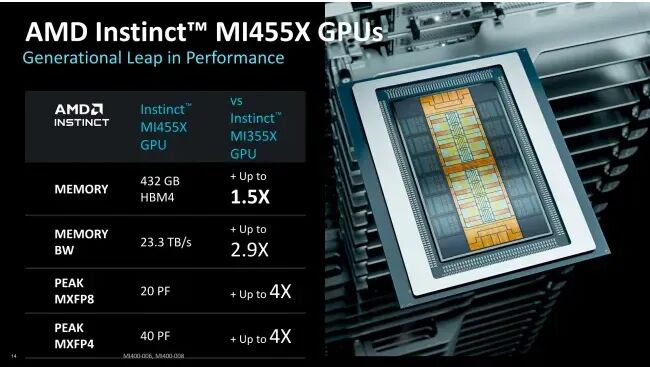 AMD Instinct™ MI455X GPUs
Generational Leap in Performance
AMD
INSTINCT
Instinct™
MI455X
GPU
vs
Instinct™
MI355X
GPU
MEMORY
432 GB
HBM4
+ Up to
1.5X
MEMORY
BW
23.3 TB/s
+ Up to
2.9X
PEAK
MXFP8
20 PF
+ Up to 4X
PEAK
MXFP4
40 PF
+ Up to 4X
14
MI400-006, MI400-008